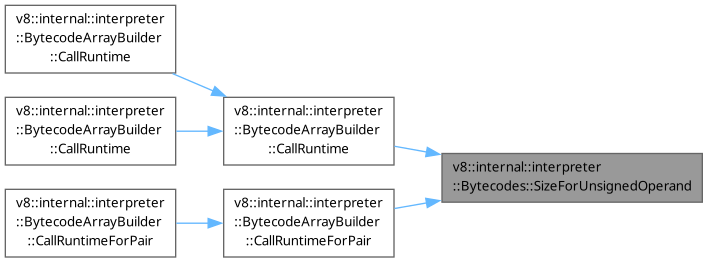 v8::internal::interpreter
::BytecodeArrayBuilder
::CallRuntime
v8::internal::interpreter
::BytecodeArrayBuilder
::CallRuntime
v8::internal::interpreter
::BytecodeArrayBuilder
::CallRuntimeForPair
v8::internal::interpreter
::BytecodeArrayBuilder
::CallRuntime
v8::internal::interpreter
::BytecodeArrayBuilder
::CallRuntimeForPair
v8::internal::interpreter
::Bytecodes::SizeForUnsignedOperand